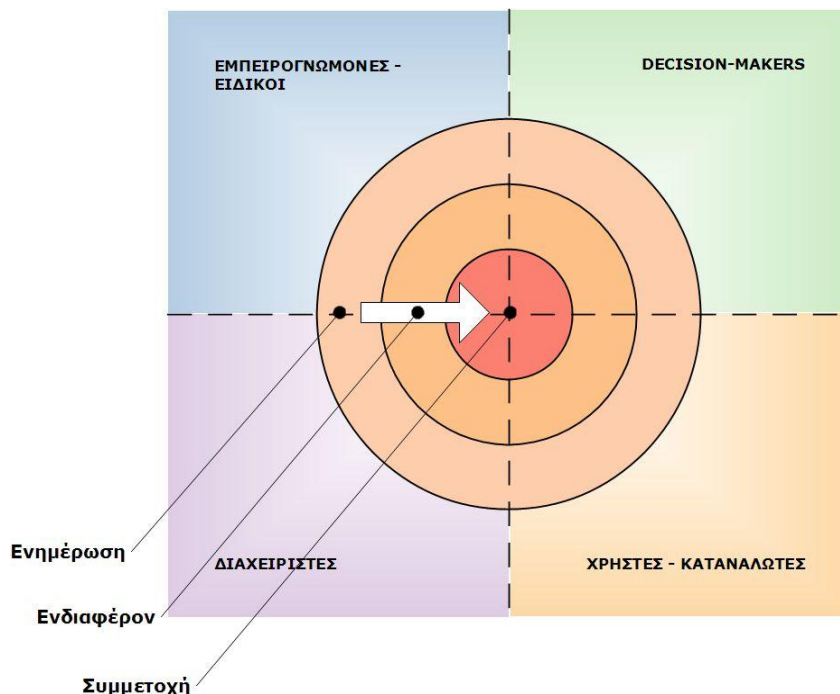 ΕΜΠΕΙΡΟΓΝΩΜΟΝΕΣ -
ΕΙΔΙΚΟΙ
DECISION-MAKERS
Ενημέρωση
ΔΙΑΧΕΙΡΙΣΤΕΣ
ΧΡΗΣΤΕΣ - ΚΑΤΑΝΑΛΩΤΕΣ
Ενδιαφέρον
Συμμετοχή